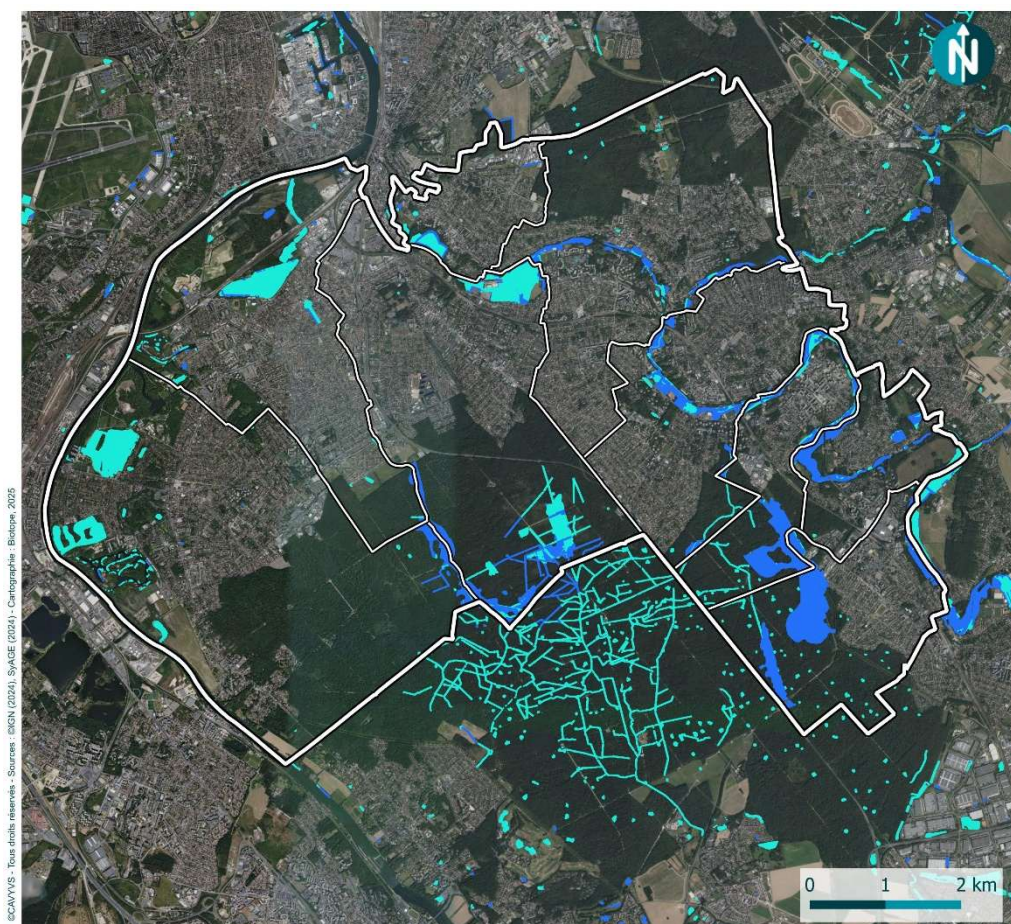 N
0 1 2 km
©CAVYVS - Tous droits réservés - Sources : ©IGN (2024), SyAGE (2024) - Cartographie : Biotope, 2025